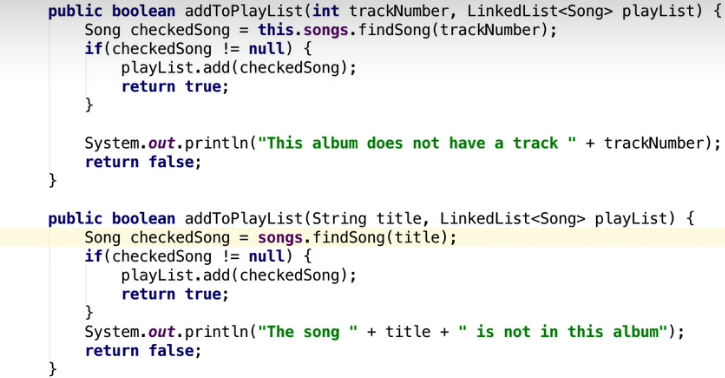 public boolean addToPlayList(int trackNumber, LinkedList<Song> playList) {
    Song checkedSong = this.songs.findSong(trackNumber);
    if(checkedSong != null) {
        playList.add(checkedSong);
        return true;
    }
    System.out.println("This album does not have a track " + trackNumber);
    return false;
}
public boolean addToPlayList(String title, LinkedList<Song> playList) {
    Song checkedSong = songs.findSong(title);
    if(checkedSong != null) {
        playList.add(checkedSong);
        return true;
    }
    System.out.println("The song " + title + " is not in this album");
    return false;
}